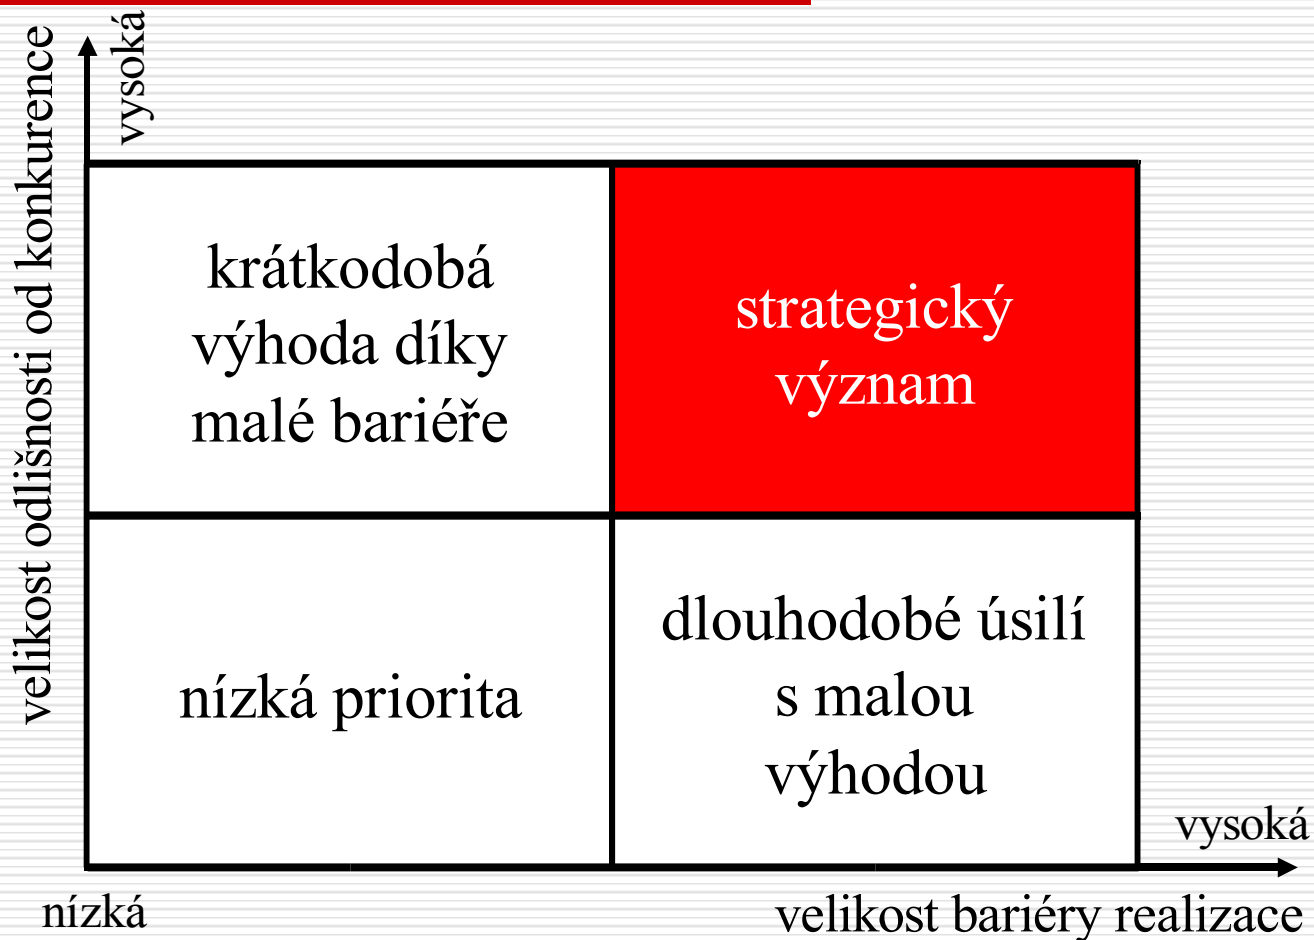 velikost odlišnosti od konkurence
vysoká
krátkodobá
výhoda díky
malé bariéře
strategický
význam
nízká priorita
dlouhodobé úsilí
s malou
výhodou
vysoká
nízká
velikost bariéry realizace